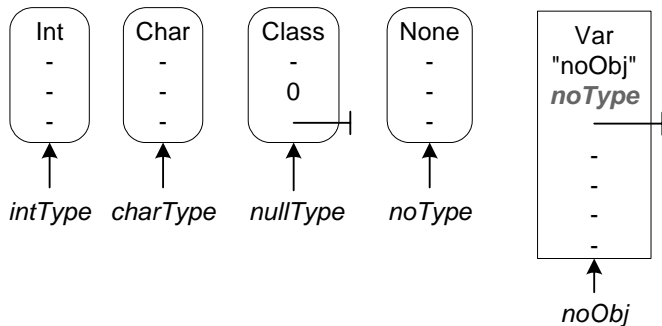 Int Char Class None
- - - -
- - 0 -
- - -
intType charType nullType noType
Var
"noObj"
noType
-
-
-
-
noObj